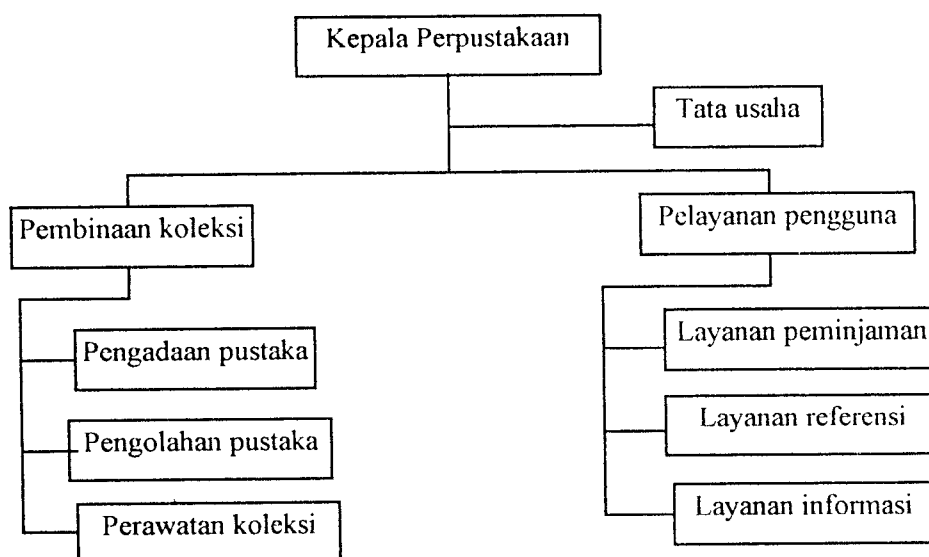 Kepala Perpustakaan
Tata usaha
Pembinaan koleksi
Pelayanan pengguna
Pengadaan pustaka
Layanan peminjaman
Pengolahan pustaka
Layanan referensi
Perawatan koleksi
Layanan informasi